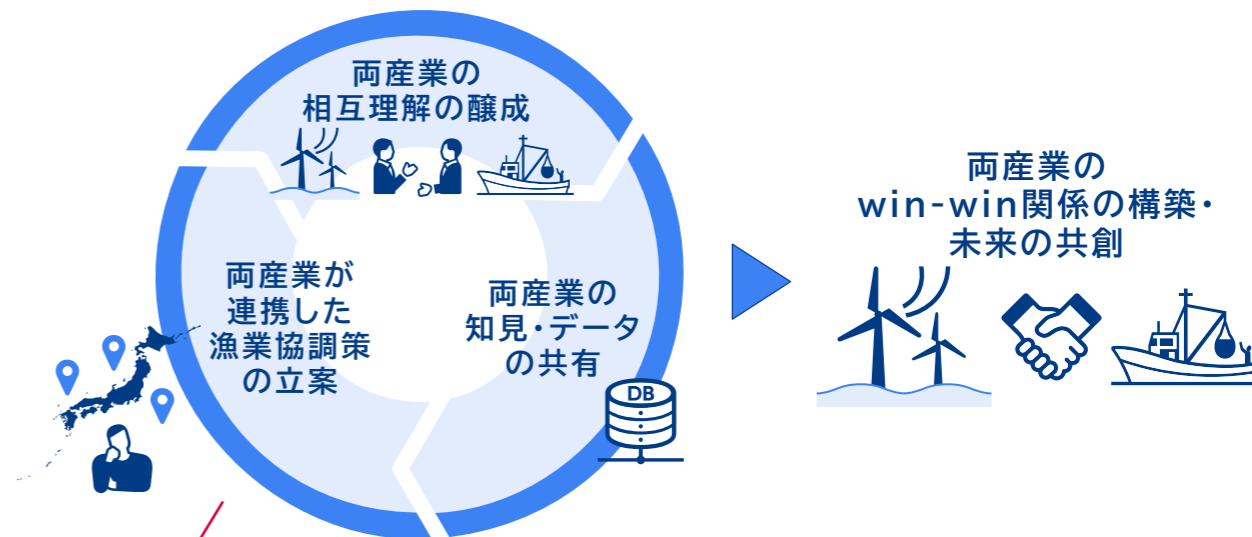 両産業の
相互理解の醸成
両産業が
連携した
漁業協調策
の立案
両産業の
知見・データ
の共有
DB
両産業の
win-win関係の構築・
未来の共創